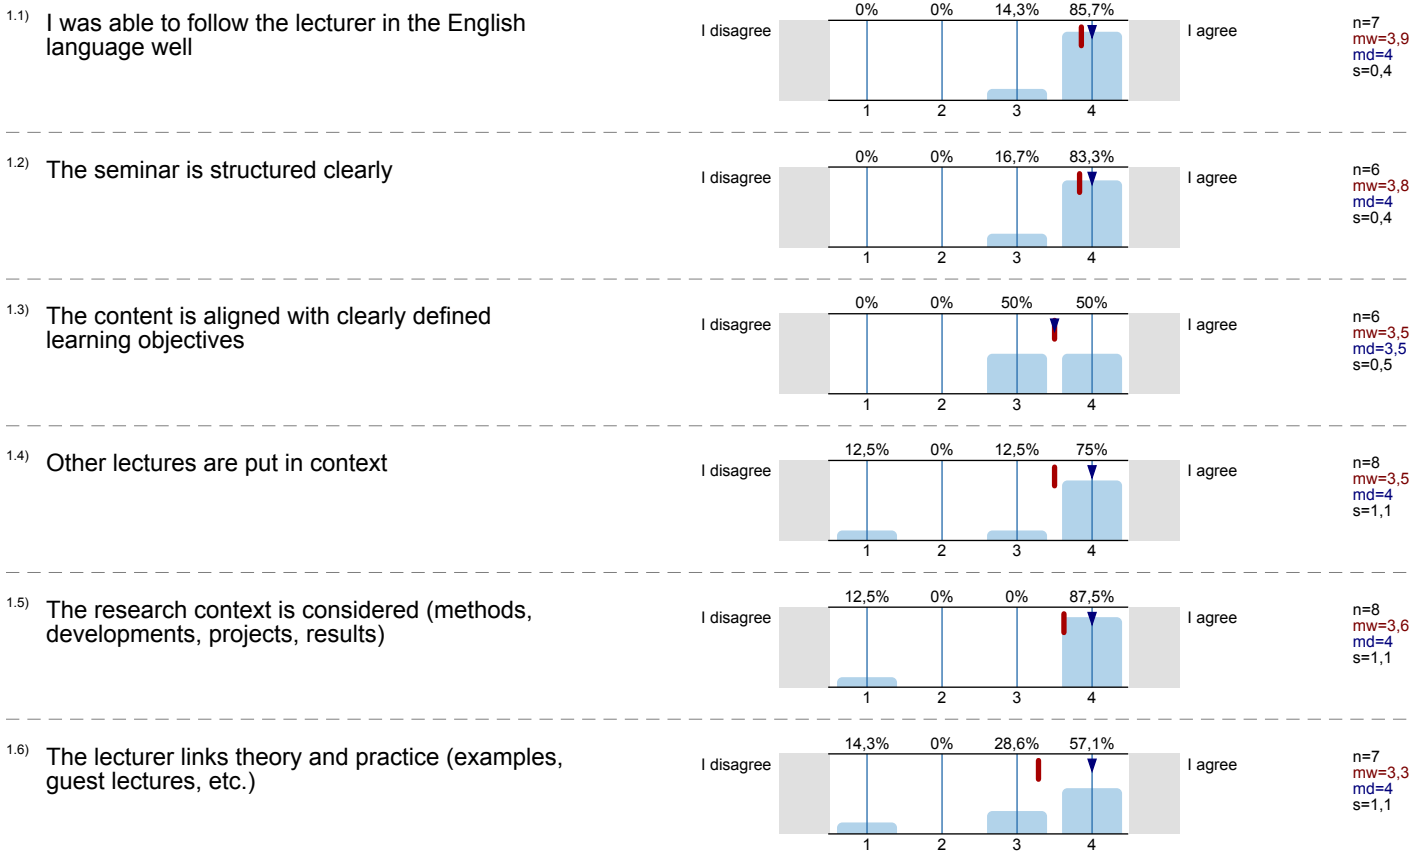 1.1) I was able to follow the lecturer in the English
language well
0% 0% 14,3% 85,7%
I disagree I agree
1 2 3 4
n=7
mw=3,9
md=4
s=0,4
1.2) The seminar is structured clearly
0% 0% 16,7% 83,3%
I disagree I agree
1 2 3 4
n=6
mw=3,8
md=4
s=0,4
1.3) The content is aligned with clearly defined
learning objectives
0% 0% 50% 50%
I disagree I agree
1 2 3 4
n=6
mw=3,5
md=3,5
s=0,5
1.4) Other lectures are put in context
12,5% 0% 12,5% 75%
I disagree I agree
1 2 3 4
n=8
mw=3,5
md=4
s=1,1
1.5) The research context is considered (methods,
developments, projects, results)
12,5% 0% 0% 87,5%
I disagree I agree
1 2 3 4
n=8
mw=3,6
md=4
s=1,1
1.6) The lecturer links theory and practice (examples,
guest lectures, etc.)
14,3% 0% 28,6% 57,1%
I disagree I agree
1 2 3 4
n=7
mw=3,3
md=4
s=1,1